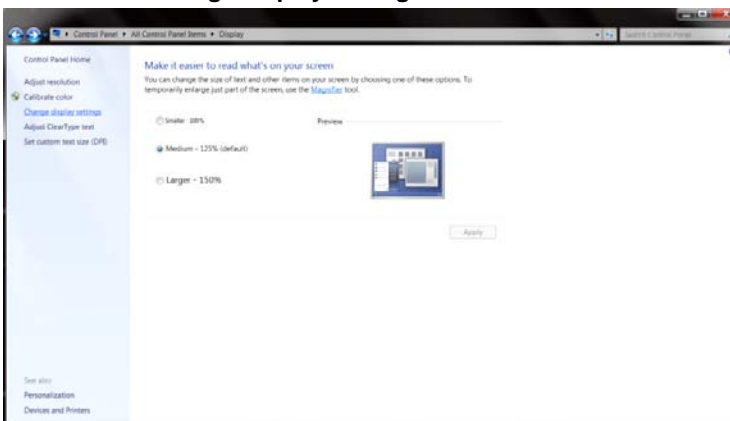 Control Panel ▸ All Control Panel Items ▸ Display
Search Control Panel
Control Panel Home
Adjust resolution
Calibrate color
Change display settings
Adjust ClearType text
Set custom text size (DPI)
Make it easier to read what's on your screen
You can change the size of text and other items on your screen by choosing one of these options. To
temporarily enlarge just part of the screen, use the Magnifier tool.
Smaller - 100%
Preview
Medium - 125% (default)
Larger - 150%
Apply
See also
Personalization
Devices and Printers